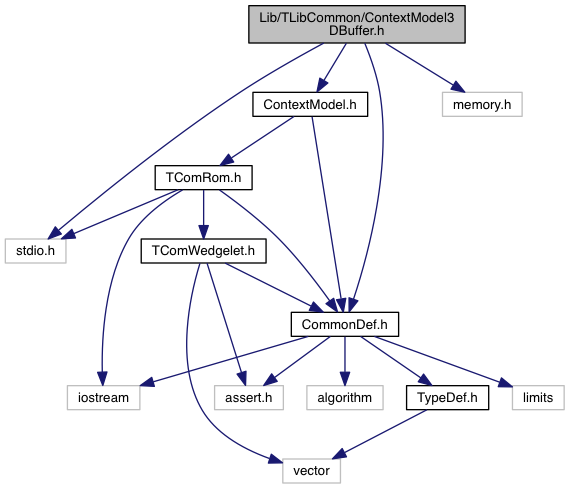 Lib/TLibCommon/ContextModel3
DBuffer.h
ContextModel.h
memory.h
TComRom.h
stdio.h
TComWedgelet.h
CommonDef.h
iostream
assert.h
algorithm
TypeDef.h
limits
vector